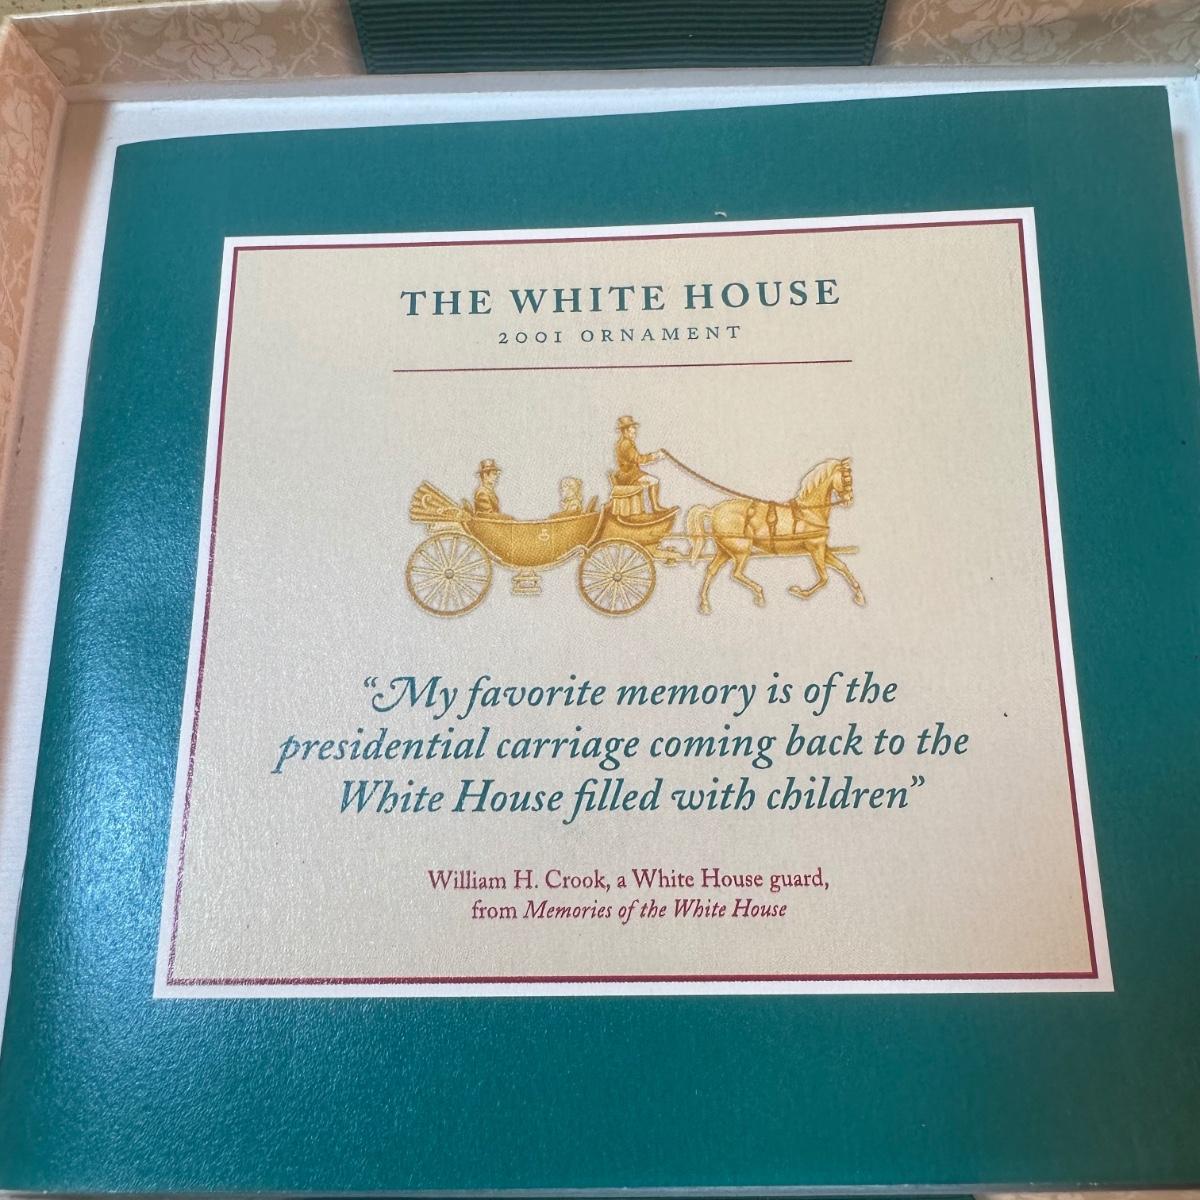 THE WHITE HOUSE
2001 ORNAMENT
“My favorite memory is of the
presidential carriage coming back to the
White House filled with children”
William H. Crook, a White House guard,
from Memories of the White House